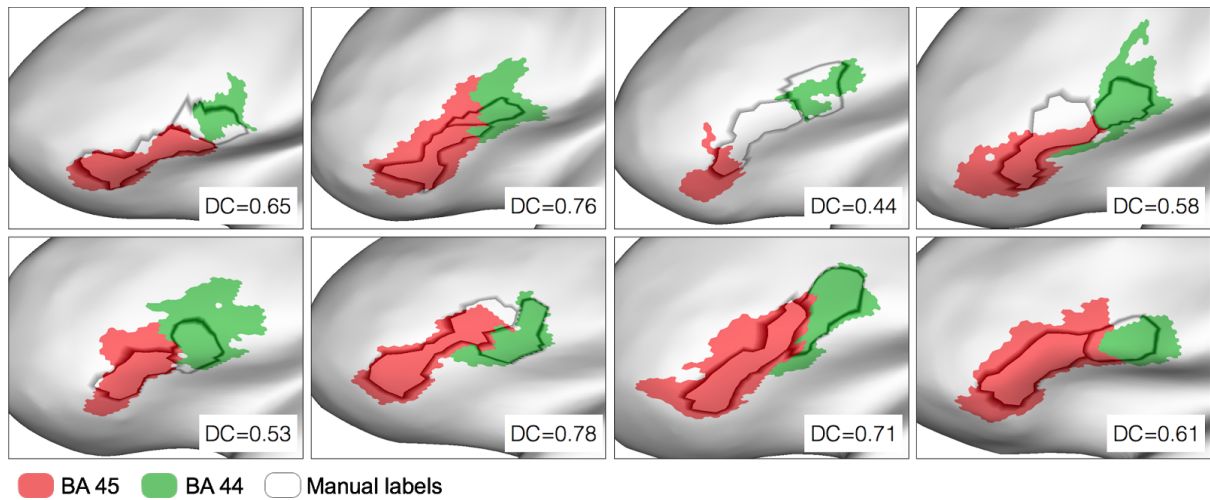 DC=0.65
DC=0.76
DC=0.44
DC=0.58
DC=0.53
DC=0.78
DC=0.71
DC=0.61
BA 45 BA 44 Manual labels